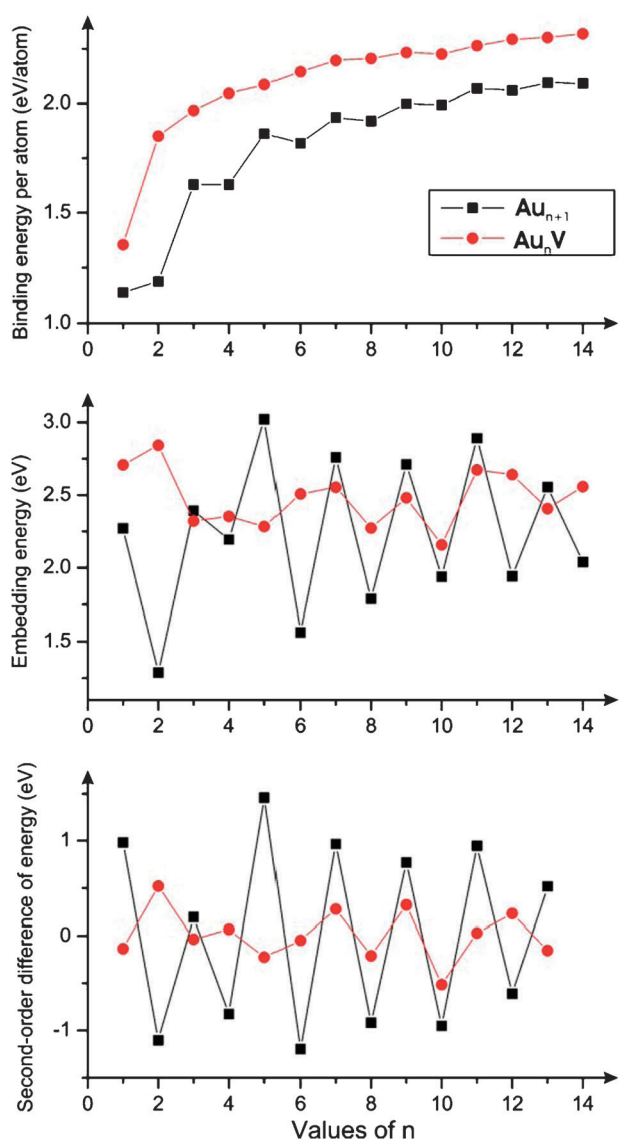 Binding energy per atom (eV/atom)
2.0
1.5
1.0
Au n+1
Au n V
0 2 4 6 8 10 12 14
Embedding energy (eV)
3.0
2.5
2.0
1.5
0 2 4 6 8 10 12 14
Second-order difference of energy (eV)
1
0
-1
0 2 4 6 8 10 12 14
Values of n